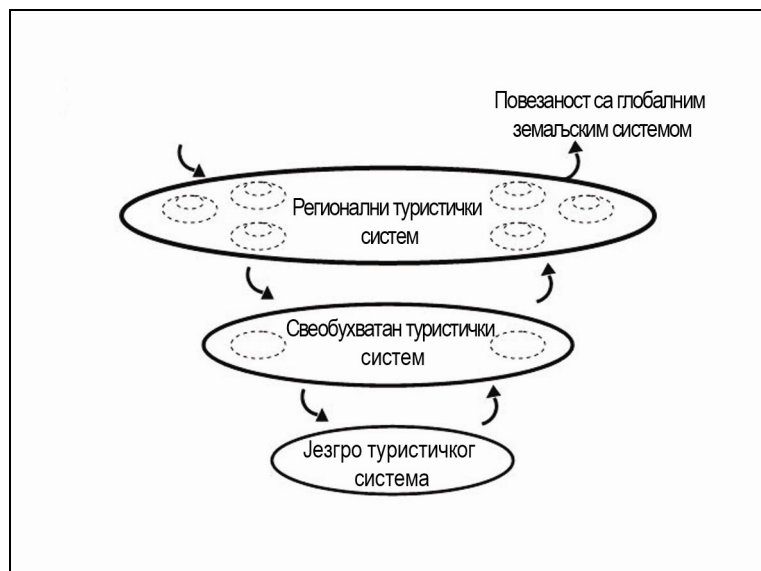 Повезаност са глобалним
земаљским системом
Регионални туристички
систем
Свеобухватан туристички
систем
Језгро туристичког
система